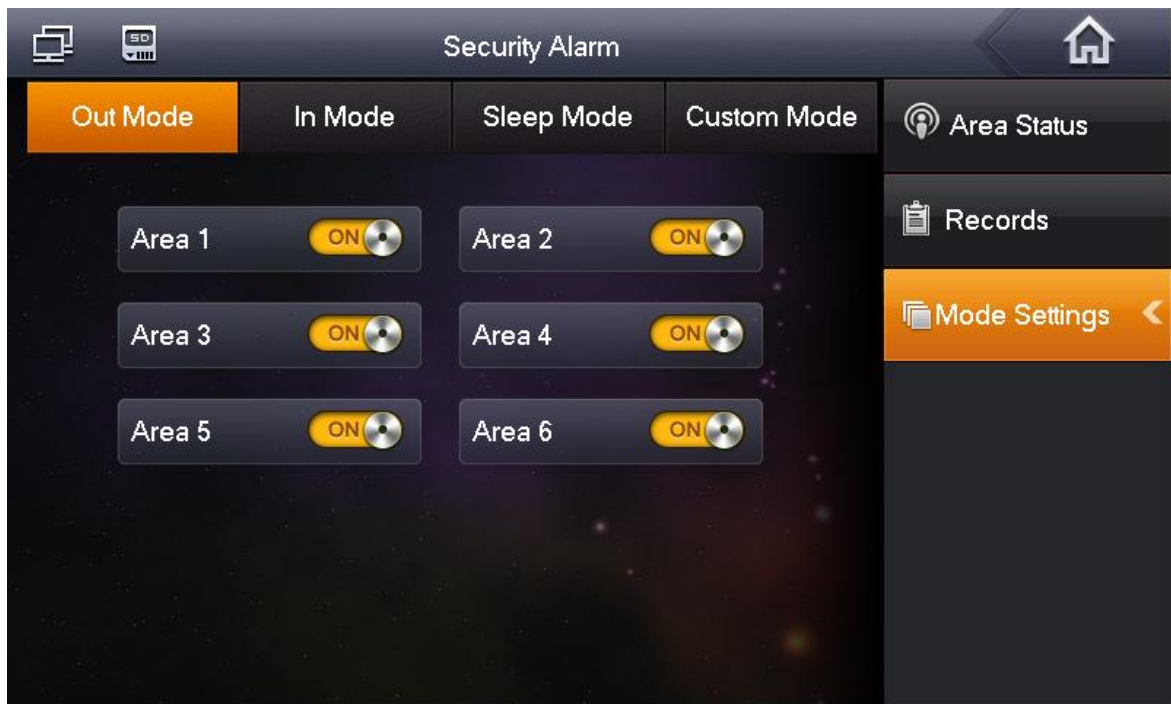 SD
Security Alarm
Out Mode
In Mode
Sleep Mode
Custom Mode
Area 1 ON
Area 2 ON
Area 3 ON
Area 4 ON
Area 5 ON
Area 6 ON
Area Status
Records
Mode Settings